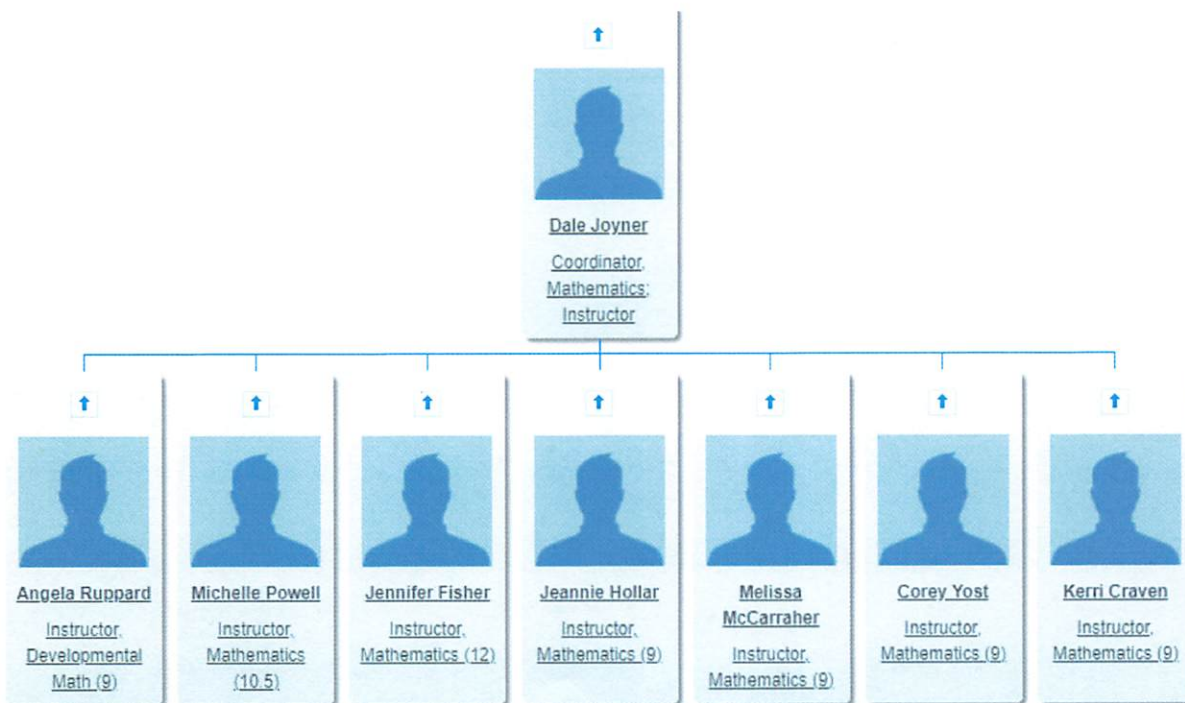 Dale Joyner
Coordinator,
Mathematics;
Instructor
Angela Ruppard
Instructor,
Developmental
Math (9)
Michelle Powell
Instructor,
Mathematics
(10.5)
Jennifer Fisher
Instructor,
Mathematics (12)
Jeannie Hollar
Instructor,
Mathematics (9)
Melissa
McCarraher
Instructor,
Mathematics (9)
Corey Yost
Instructor,
Mathematics (9)
Kerri Craven
Instructor,
Mathematics (9)